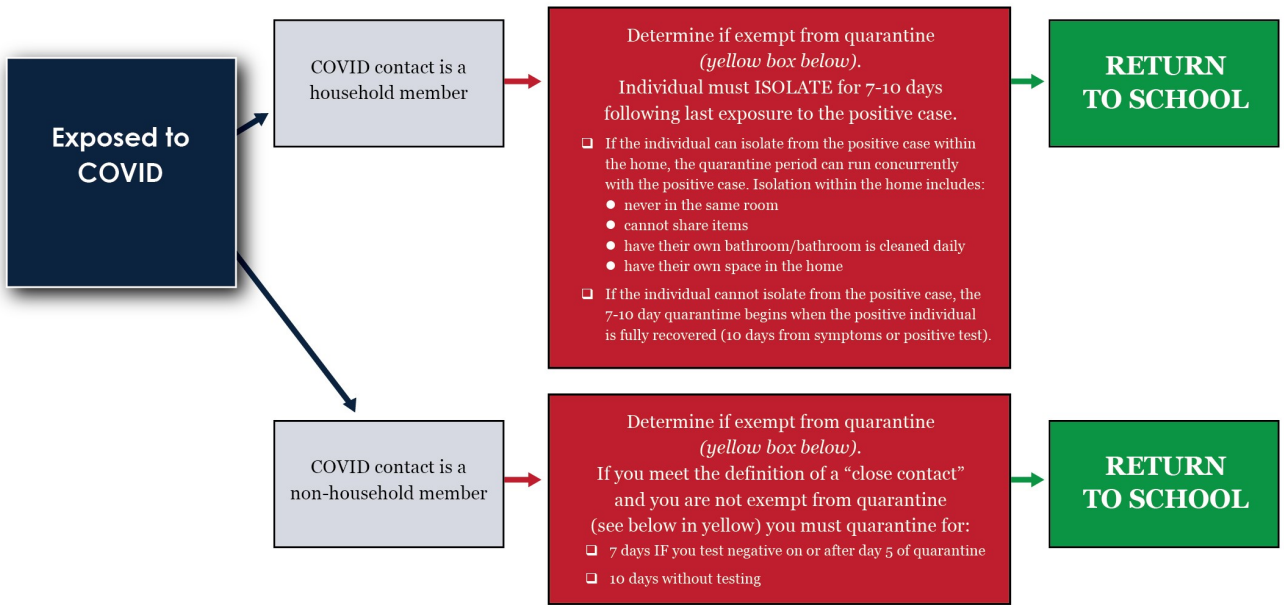 Exposed to
COVID
COVID contact is a
household member
Determine if exempt from quarantine
(yellow box below).
Individual must ISOLATE for 7-10 days
following last exposure to the positive case.
❑ If the individual can isolate from the positive case within
the home, the quarantine period can run concurrently
with the positive case. Isolation within the home includes:
● never in the same room
● cannot share items
● have their own bathroom/bathroom is cleaned daily
● have their own space in the home
❑ If the individual cannot isolate from the positive case, the
7-10 day quarantime begins when the positive individual
is fully recovered (10 days from symptoms or positive test).
RETURN
TO SCHOOL
COVID contact is a
non-household member
Determine if exempt from quarantine
(yellow box below).
If you meet the definition of a “close contact”
and you are not exempt from quarantine
(see below in yellow) you must quarantine for:
❑ 7 days IF you test negative on or after day 5 of quarantine
❑ 10 days without testing
RETURN
TO SCHOOL